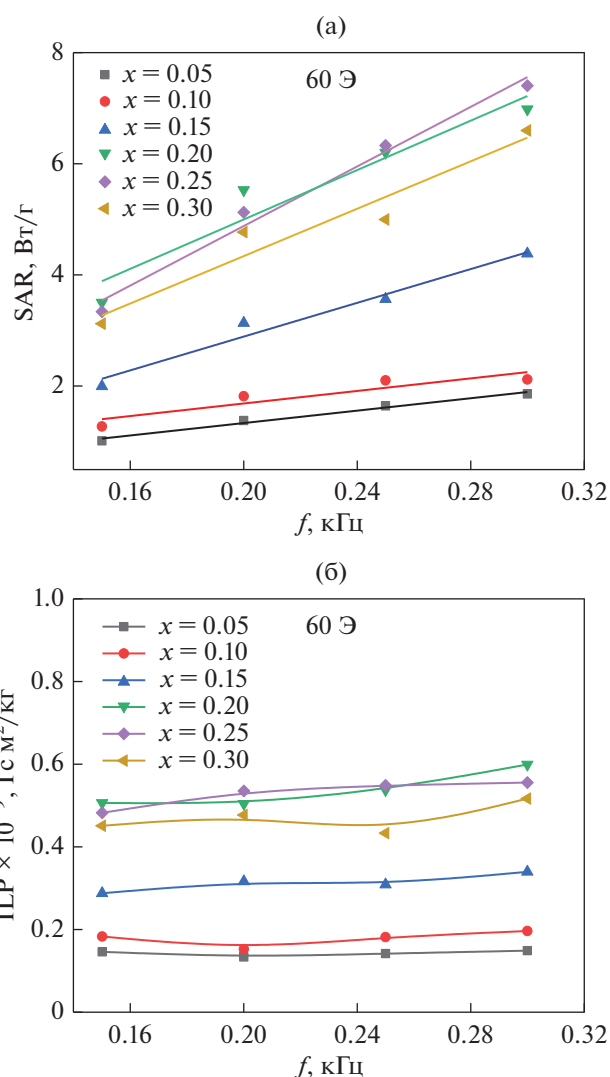 (а)
8
6
4
2
SAR, Вт/г
x = 0.05
x = 0.10
x = 0.15
x = 0.20
x = 0.25
x = 0.30
60 Э
0.16 0.20 0.24 0.28 0.32
f, кГц
(б)
1.0
0.8
0.6
0.4
0.2
0
м²/кг
x = 0.05
x = 0.10
x = 0.15
x = 0.20
x = 0.25
x = 0.30
60 Э
0.16 0.20 0.24 0.28 0.32
f, кГц